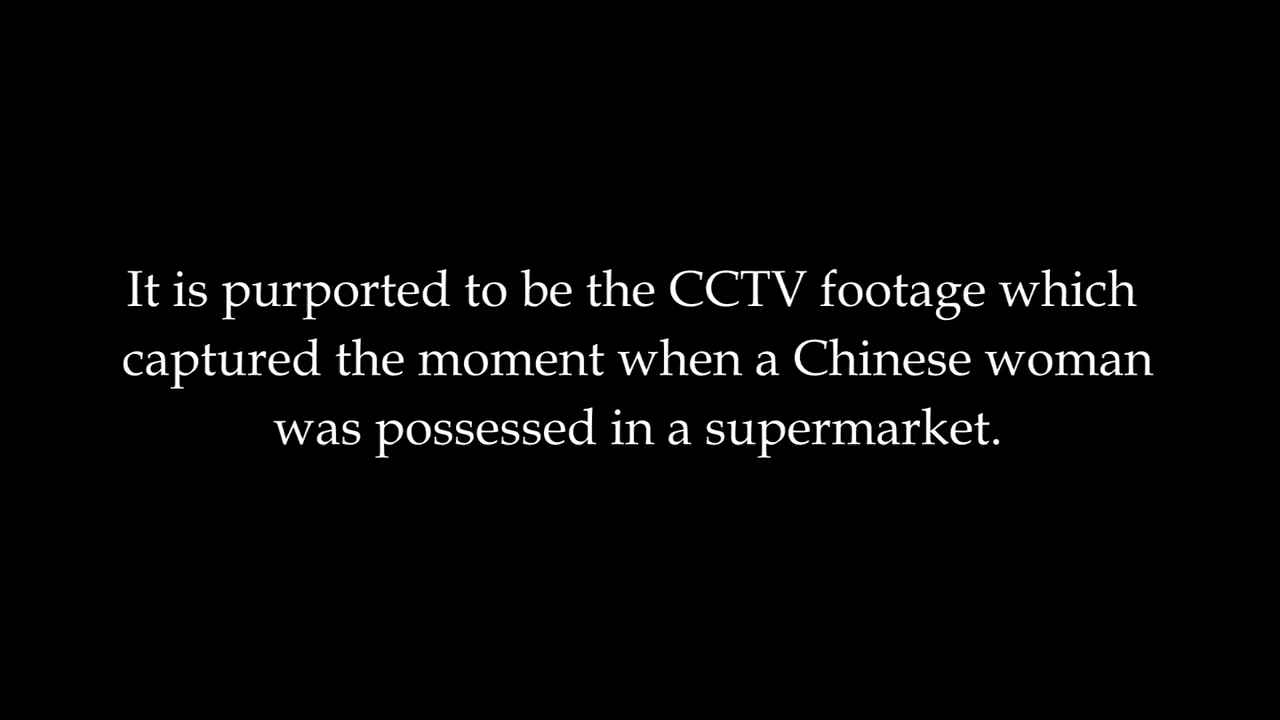 It is purported to be the CCTV footage which
captured the moment when a Chinese woman
was possessed in a supermarket.